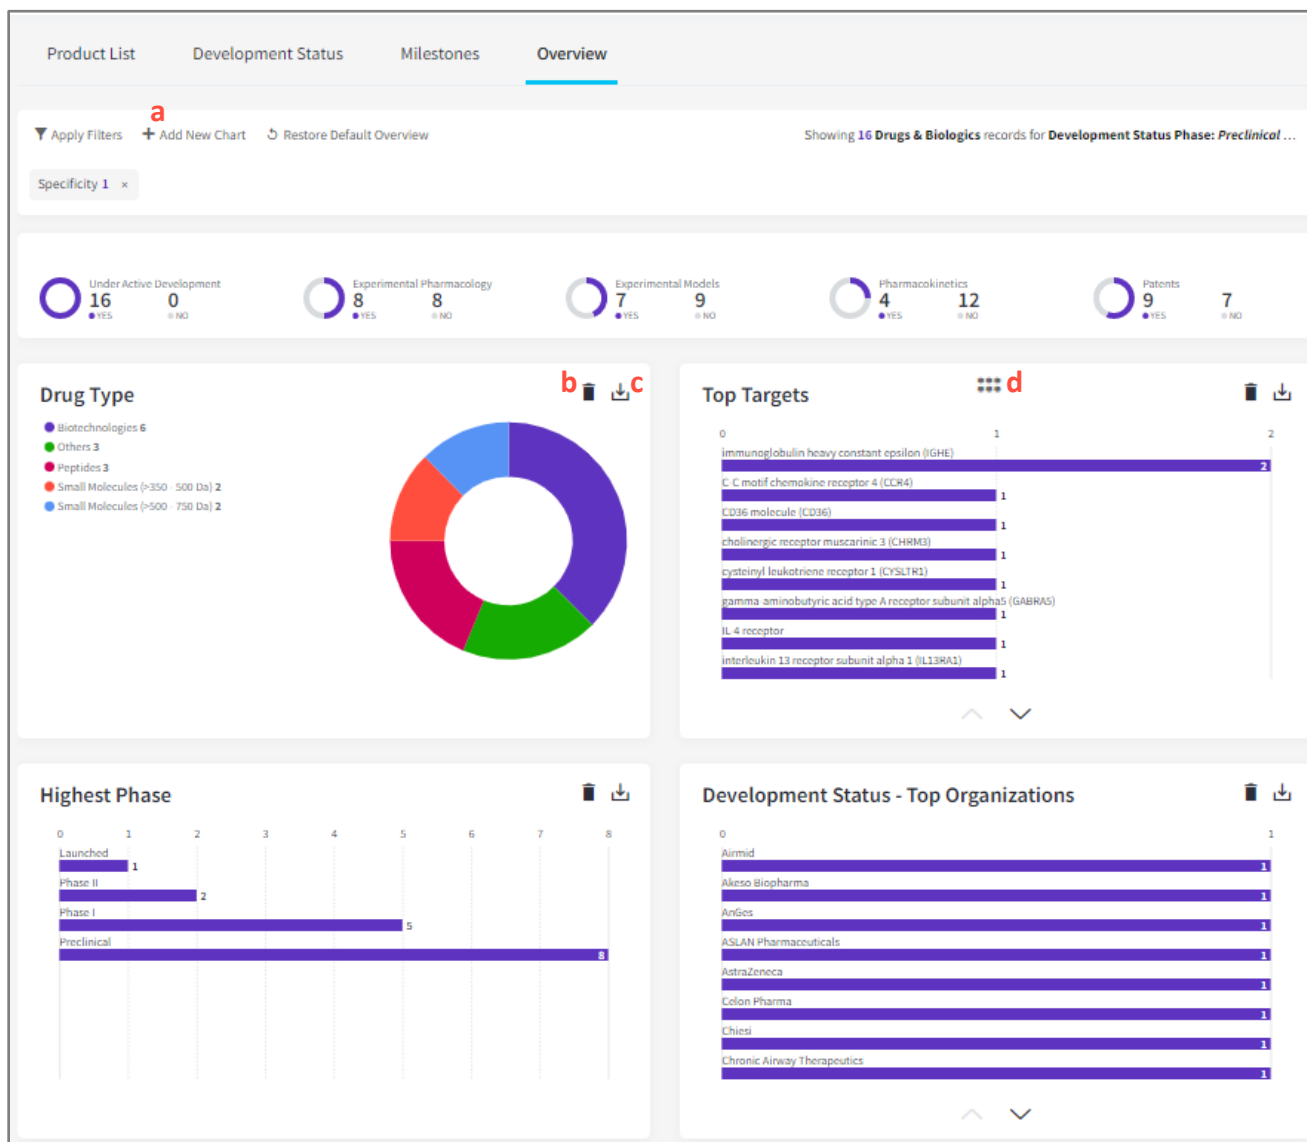 Product List Development Status Milestones Overview
a
Apply Filters + Add New Chart Restore Default Overview Showing 16 Drugs & Biologics records for Development Status Phase: Preclinical ...
Specificity 1 ×
Under Active Development Experimental Pharmacology Experimental Models Pharmacokinetics Patents
16 0 8 8 7 9 4 12 9 7
YES NO YES NO YES NO YES NO YES NO
Drug Type b c
Biotechnologies 6
Others 3
Peptides 3
Small Molecules (>350 - 500 Da) 2
Small Molecules (>500 - 750 Da) 2
Top Targets d
0 1 2
immunoglobulin heavy constant epsilon (IGHE)
2
C-C motif chemokine receptor 4 (CCR4)
1
CD36 molecule (CD36)
1
cholinergic receptor muscarinic 3 (CHRM3)
1
cysteinyl leukotriene receptor 1 (CYSLTR1)
1
gamma-aminobutyric acid type A receptor subunit alpha5 (GABRA5)
1
IL-4 receptor
1
interleukin 13 receptor subunit alpha 1 (IL13RA1)
1
Highest Phase
0 1 2 3 4 5 6 7 8
Launched
1
Phase II
2
Phase I
5
Preclinical
8
Development Status - Top Organizations
0 1
Airmid
1
Akeso Biopharma
1
AnGes
1
ASLAN Pharmaceuticals
1
AstraZeneca
1
Celon Pharma
1
Chiesi
1
Chronic Airway Therapeutics
1